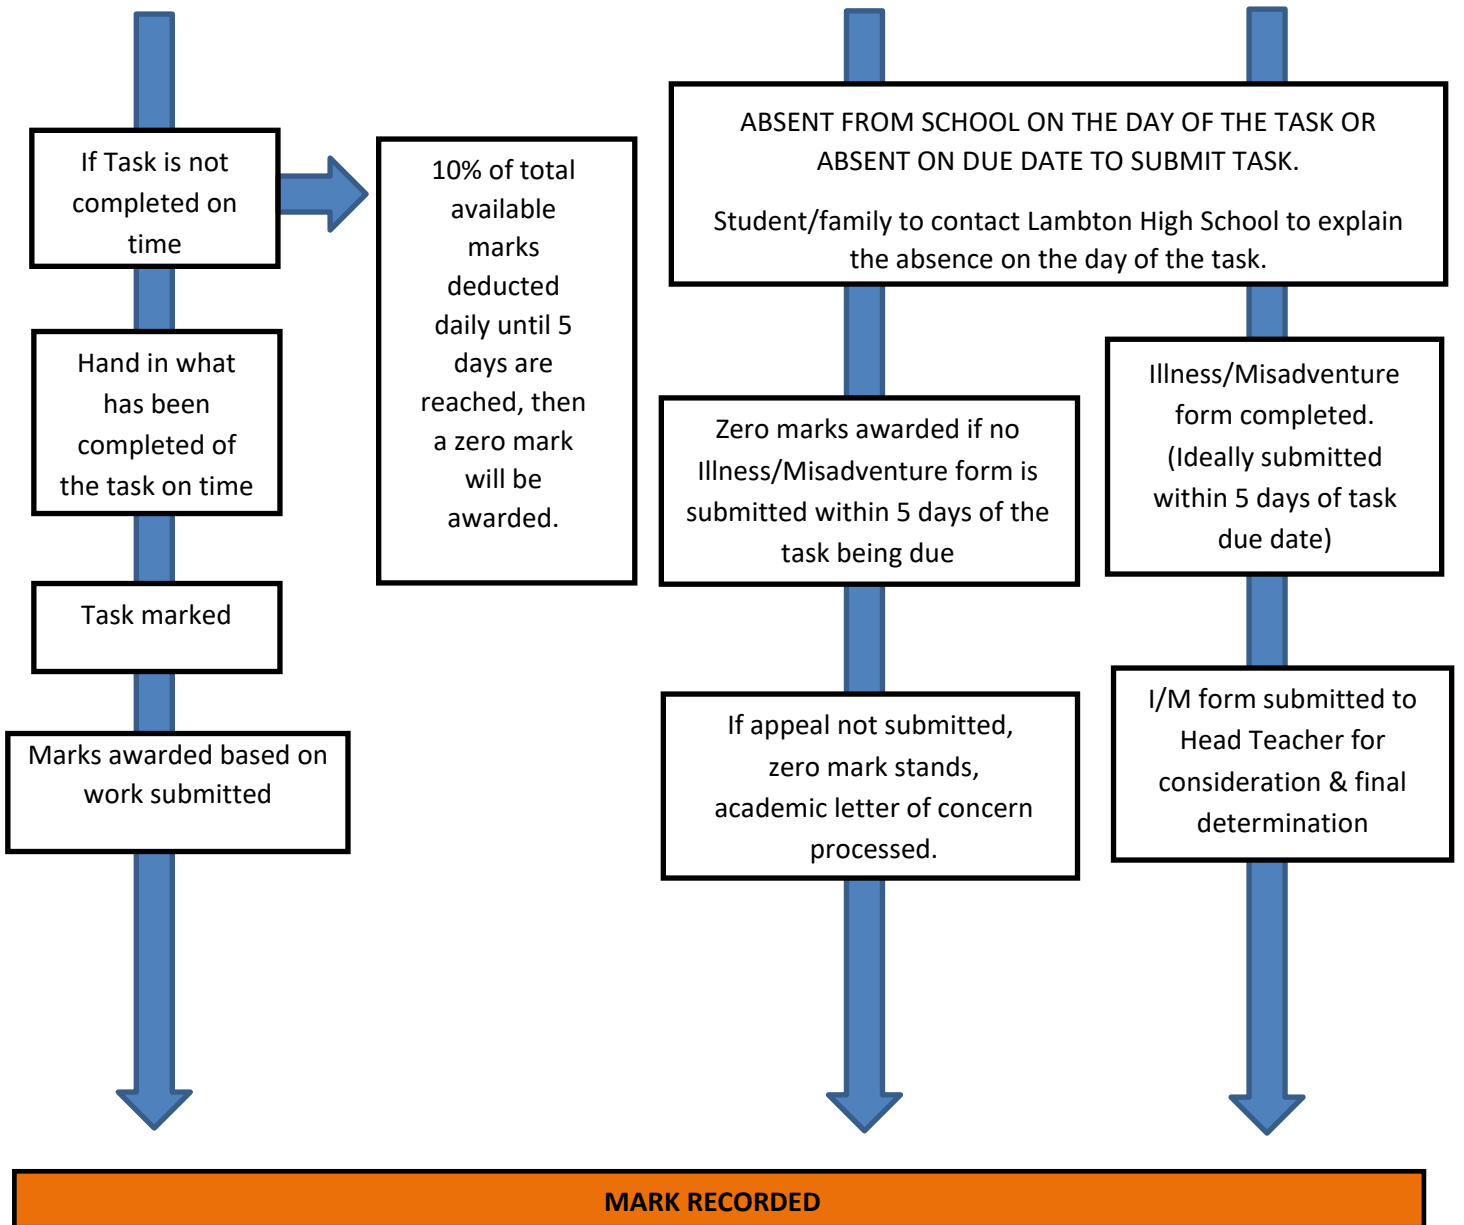 If Task is not
completed on
time
10% of total
available
marks
deducted
daily until 5
days are
reached, then
a zero mark
will be
awarded.
Hand in what
has been
completed of
the task on time
Task marked
Marks awarded based on
work submitted
ABSENT FROM SCHOOL ON THE DAY OF THE TASK OR
ABSENT ON DUE DATE TO SUBMIT TASK.
Student/family to contact Lambton High School to explain
the absence on the day of the task.
Zero marks awarded if no
Illness/Misadventure form is
submitted within 5 days of the
task being due
If appeal not submitted,
zero mark stands,
academic letter of concern
processed.
Illness/Misadventure
form completed.
(Ideally submitted
within 5 days of task
due date)
I/M form submitted to
Head Teacher for
consideration & final
determination
MARK RECORDED